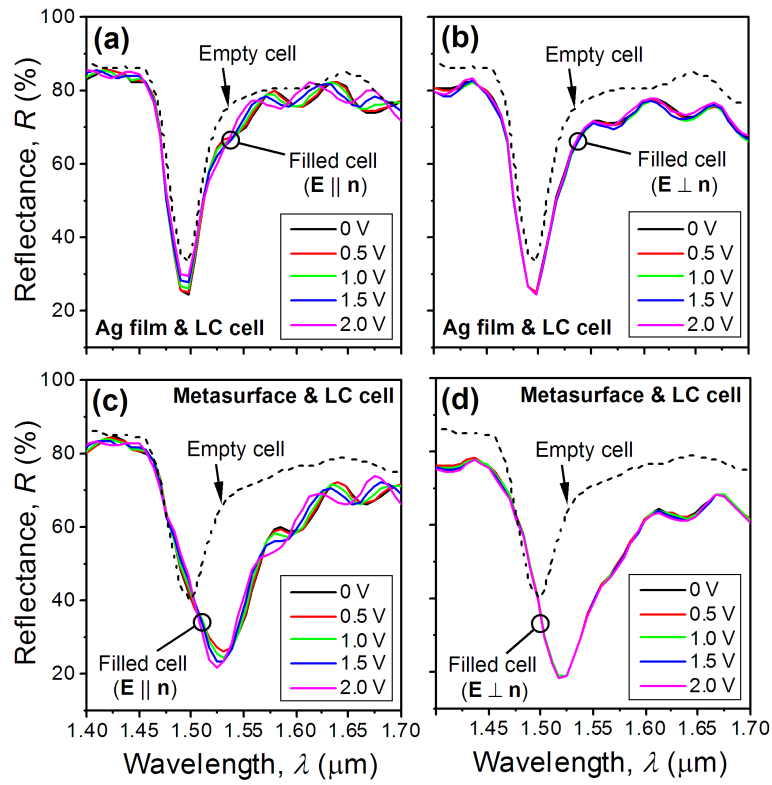 (a)
Empty cell
Filled cell
(E || n)
0 V
0.5 V
1.0 V
1.5 V
2.0 V
Ag film & LC cell
100
80
60
40
20
Reflectance, R (%)
(b)
Empty cell
Filled cell
(E ⊥ n)
0 V
0.5 V
1.0 V
1.5 V
2.0 V
Ag film & LC cell
(c)
Metasurface & LC cell
Empty cell
Filled cell
(E || n)
0 V
0.5 V
1.0 V
1.5 V
2.0 V
100
80
60
40
20
Reflectance, R (%)
1.40 1.45 1.50 1.55 1.60 1.65 1.70
Wavelength, λ (μm)
(d)
Metasurface & LC cell
Empty cell
Filled cell
(E ⊥ n)
0 V
0.5 V
1.0 V
1.5 V
2.0 V
1.45 1.50 1.55 1.60 1.65 1.70
Wavelength, λ (μm)